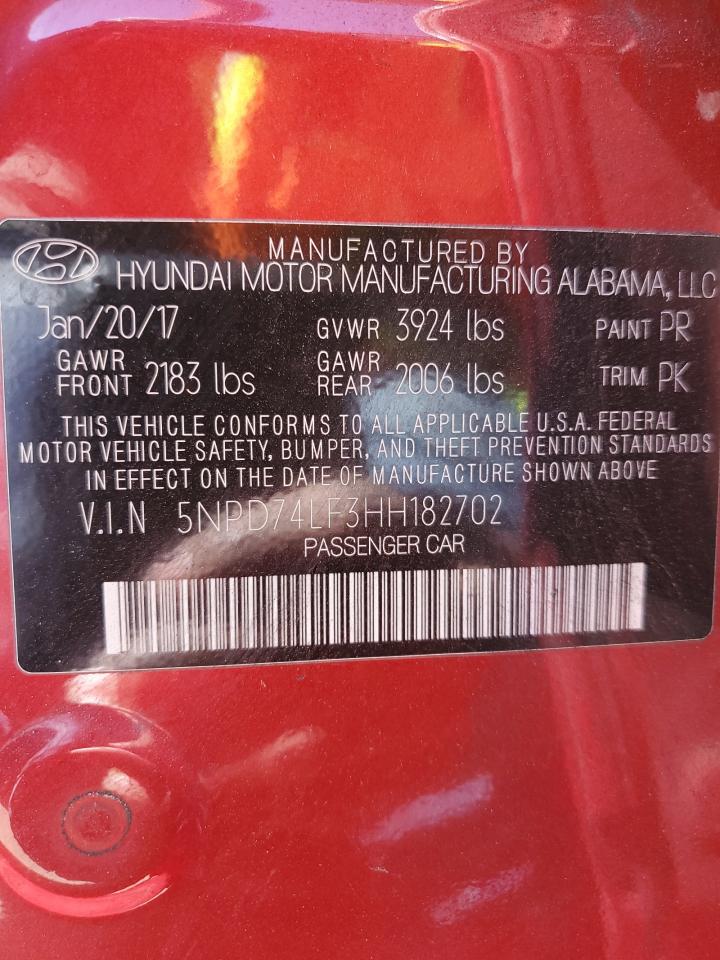 MANUFACTURED BY
HYUNDAI MOTOR MANUFACTURING ALABAMA, LLC
Jan/20/17 GVWR 3924 lbs PAINT PR
GAWR FRONT 2183 lbs GAWR REAR 2006 lbs TRIM PK
THIS VEHICLE CONFORMS TO ALL APPLICABLE U.S.A. FEDERAL
MOTOR VEHICLE SAFETY, BUMPER, AND THEFT PREVENTION STANDARDS
IN EFFECT ON THE DATE OF MANUFACTURE SHOWN ABOVE
V.I.N 5NPD74LF3HH182702
PASSENGER CAR